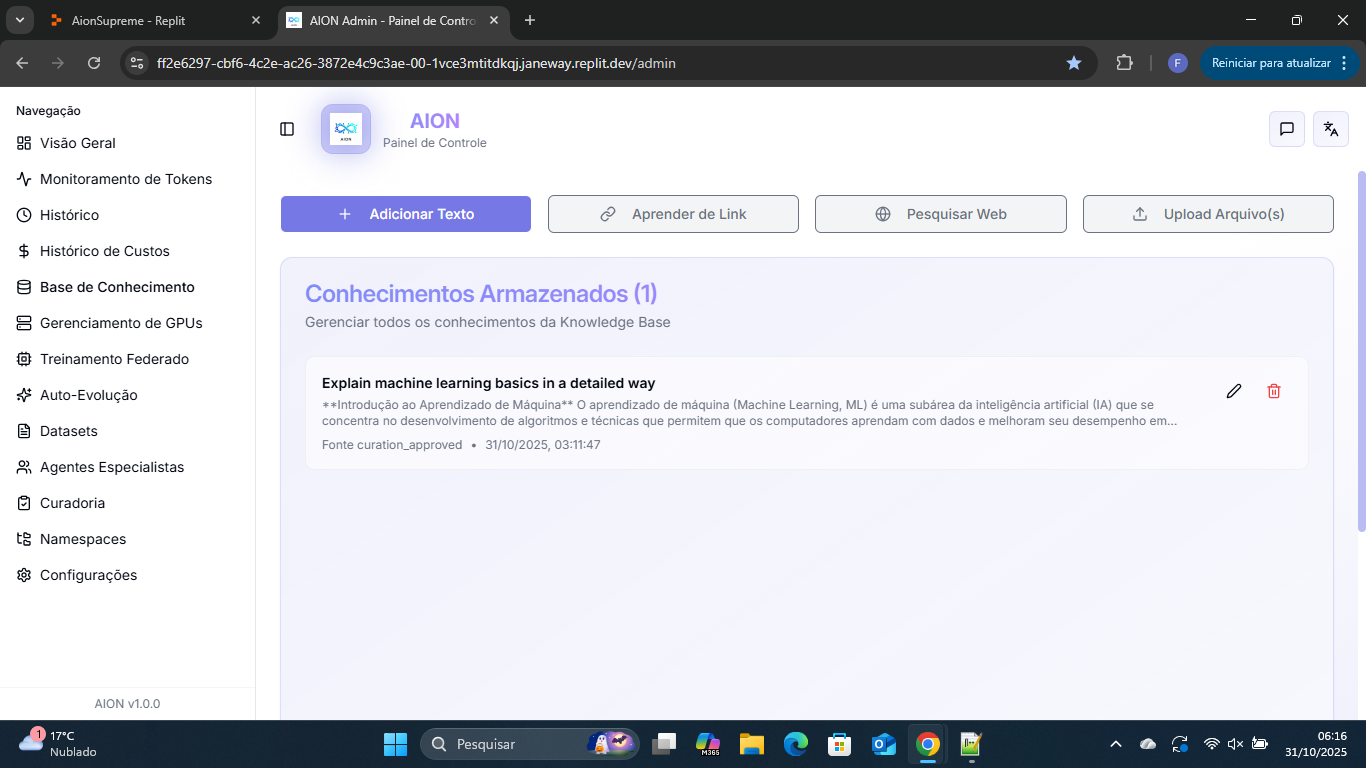 AionSupreme - Replit
AION Admin - Painel de Contro
ff2e6297-cbf6-4c2e-ac26-3872e4c9c3ae-00-1vce3mtitdkqj.janeway.replit.dev/admin
F
Reiniciar para atualizar
Navegação
Visão Geral
Monitoramento de Tokens
Histórico
Histórico de Custos
Base de Conhecimento
Gerenciamento de GPUs
Treinamento Federado
Auto-Evolução
Datasets
Agentes Especialistas
Curadoria
Namespaces
Configurações
AION v1.0.0
AION
AION
Painel de Controle
Adicionar Texto
Aprender de Link
Pesquisar Web
Upload Arquivo(s)
Conhecimentos Armazenados (1)
Gerenciar todos os conhecimentos da Knowledge Base
Explain machine learning basics in a detailed way
**Introdução ao Aprendizado de Máquina** O aprendizado de máquina (Machine Learning, ML) é uma subárea da inteligência artificial (IA) que se
concentra no desenvolvimento de algoritmos e técnicas que permitem que os computadores aprendam com dados e melhoram seu desempenho em...
Fonte curation_approved • 31/10/2025, 03:11:47
1
17°C
Nublado
Pesquisar
M365
06:16
31/10/2025